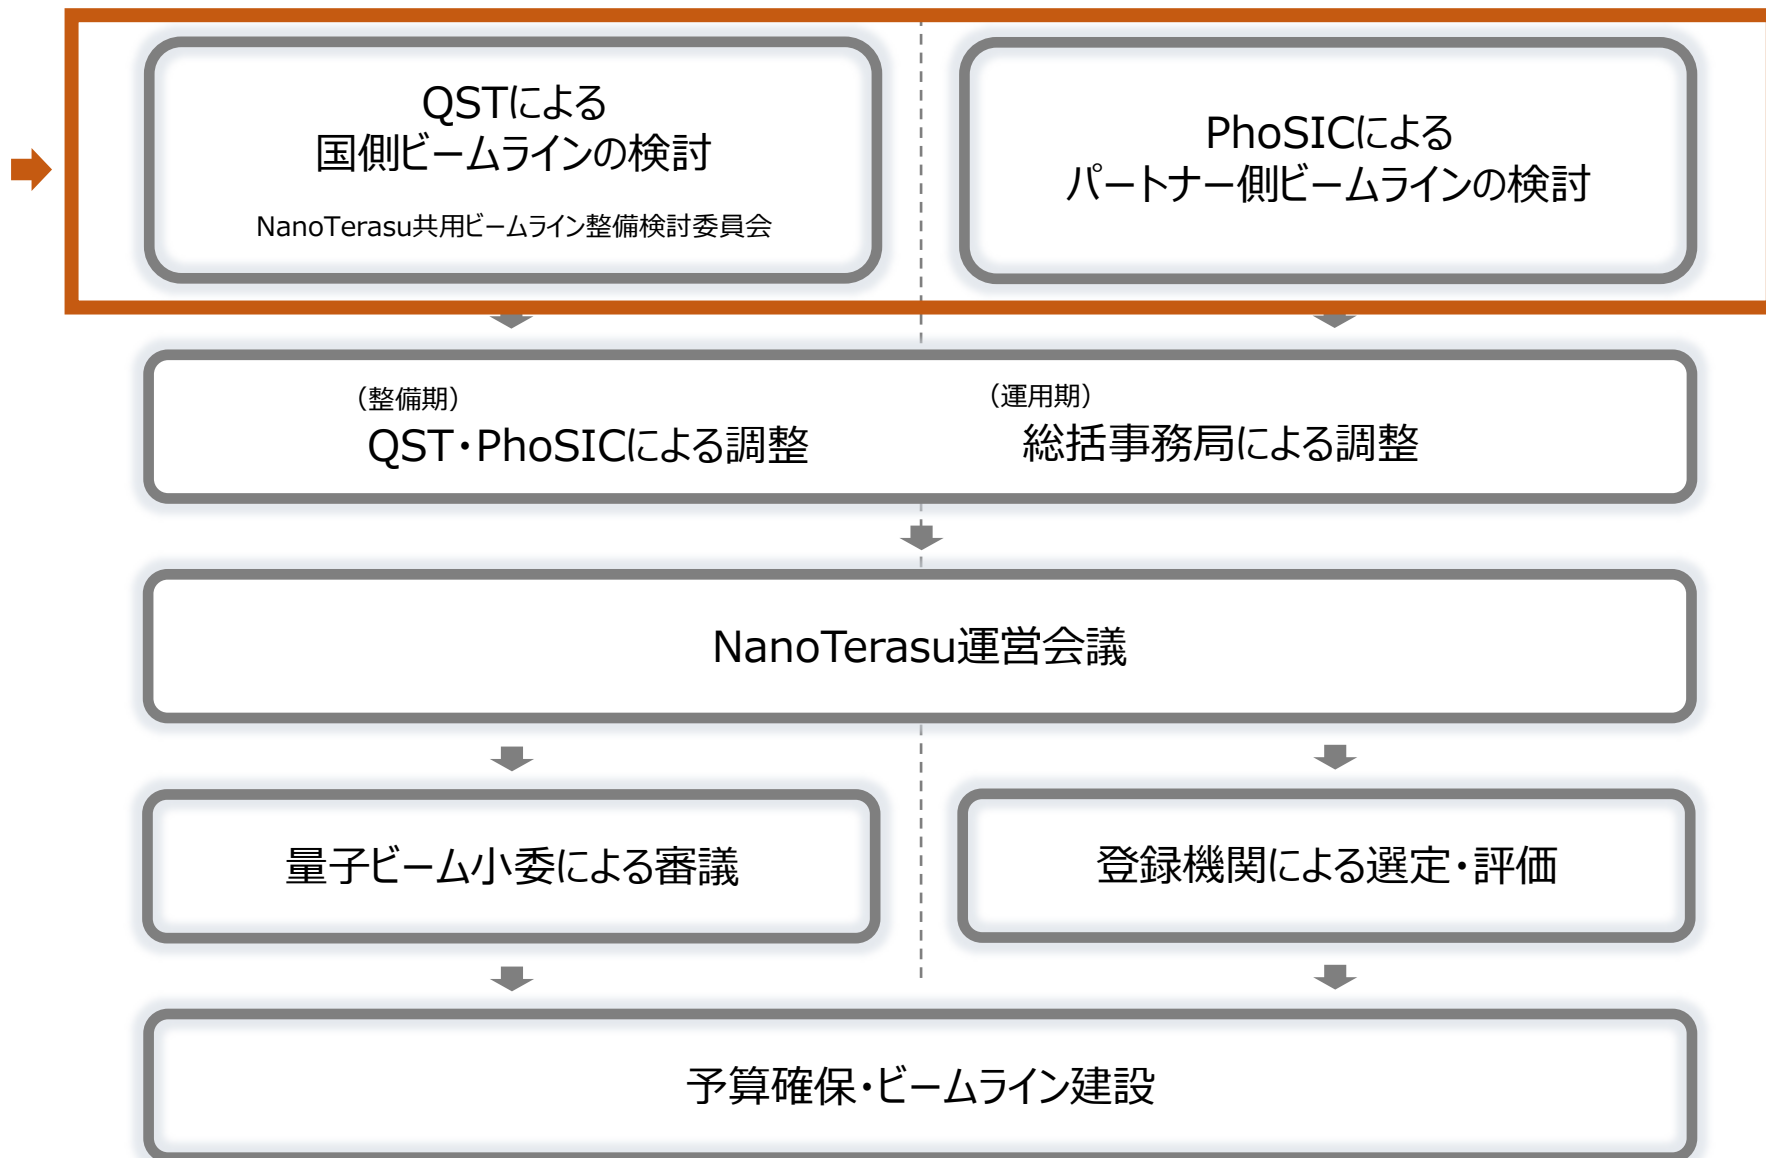 QSTによる
国側ビームラインの検討
NanoTerasu共用ビームライン整備検討委員会
PhoSICによる
パートナー側ビームラインの検討
（整備期）
QST・PhoSICによる調整
（運用期）
総括事務局による調整
NanoTerasu運営会議
量子ビーム小委による審議
登録機関による選定・評価
予算確保・ビームライン建設